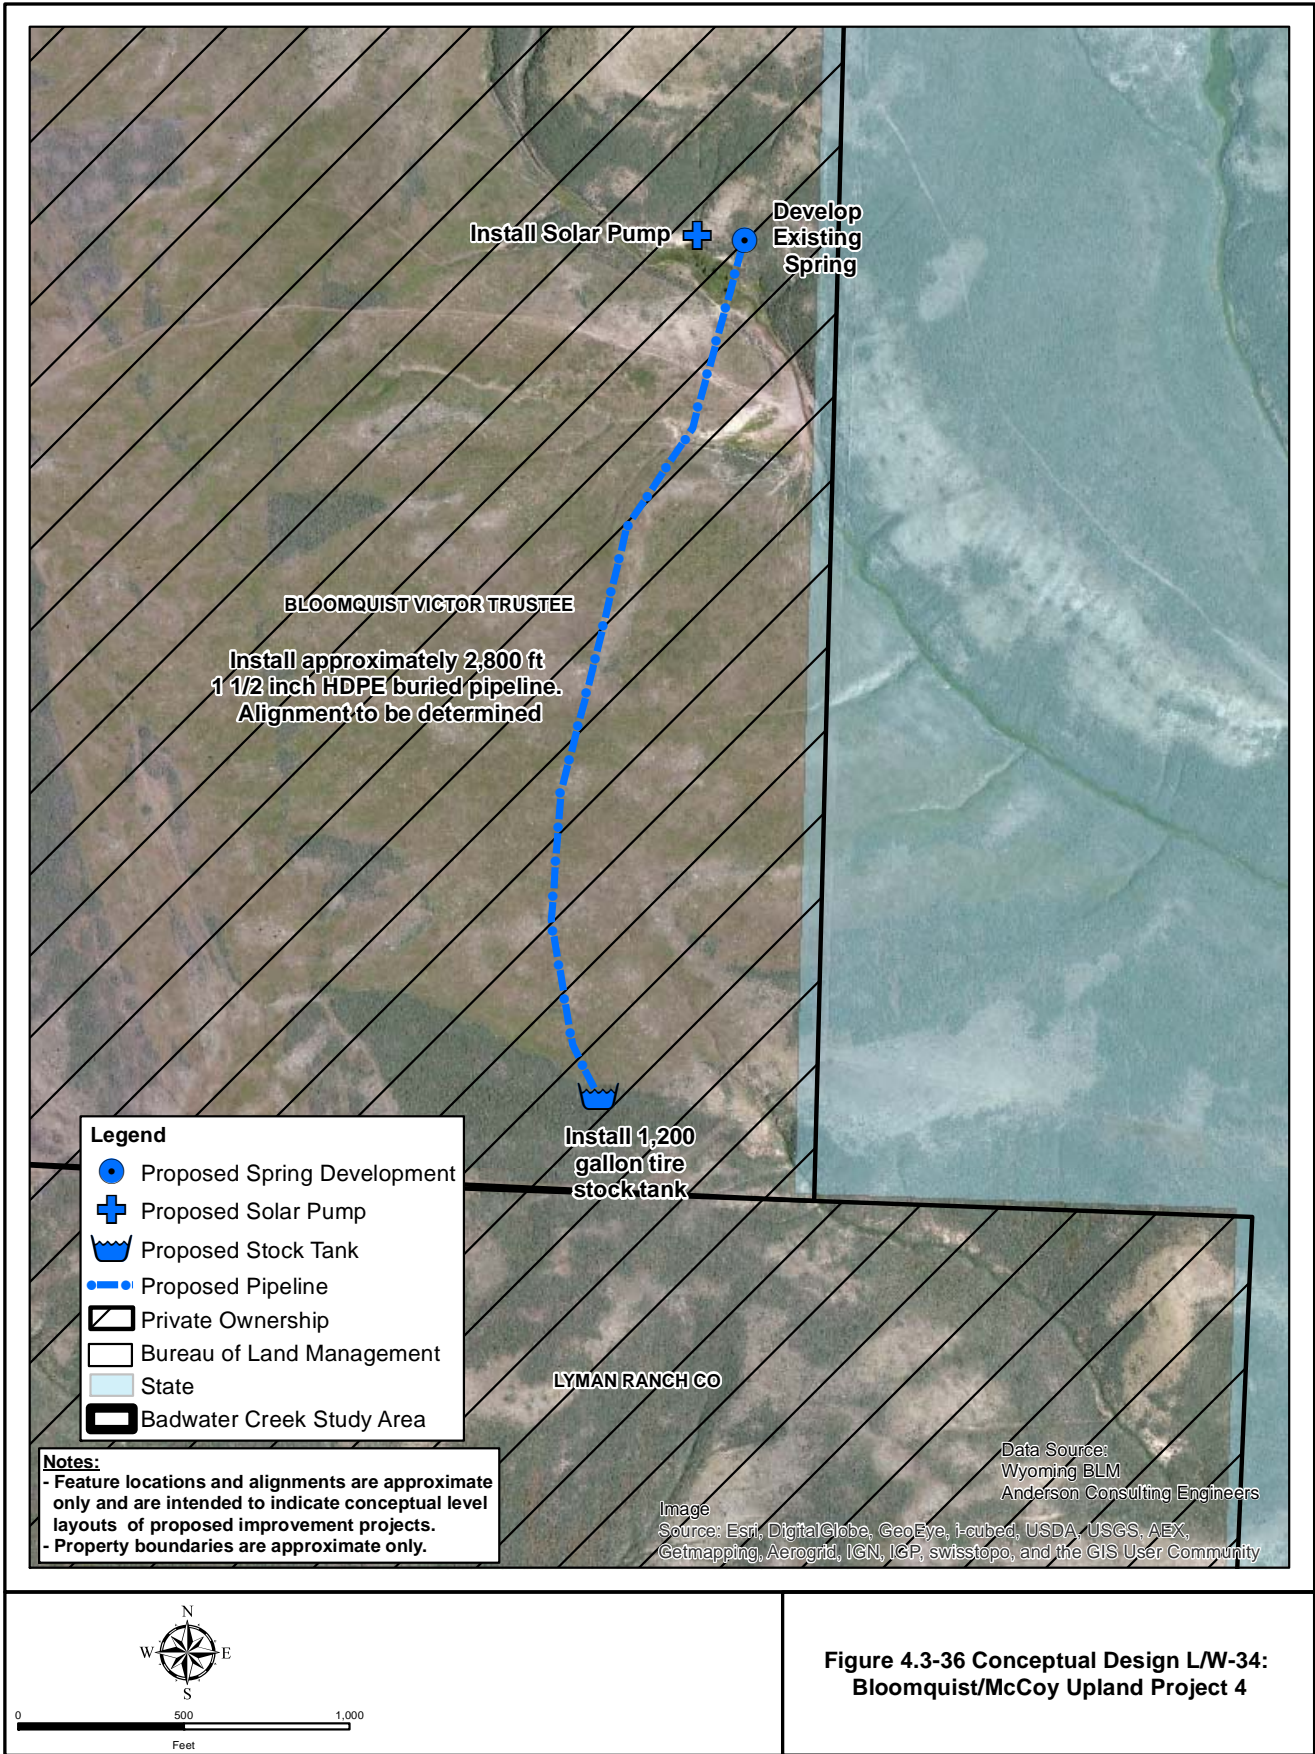 Install Solar Pump
Develop
Existing
Spring
BLOOMQUIST VICTOR TRUSTEE
Install approximately 2,800 ft
1 1/2 inch HDPE buried pipeline.
Alignment to be determined
Install 1,200
gallon tire
stock tank
Legend
Proposed Spring Development
Proposed Solar Pump
Proposed Stock Tank
Proposed Pipeline
Private Ownership
Bureau of Land Management
State
Badwater Creek Study Area
LYMAN RANCH CO
Notes:
- Feature locations and alignments are approximate
only and are intended to indicate conceptual level
layouts of proposed improvement projects.
- Property boundaries are approximate only.
Data Source:
Wyoming BLM
Anderson Consulting Engineers
Image
Source: Esri, DigitalGlobe, GeoEye, i-cubed, USDA, USGS, AEX,
Getmapping, Aerogrid, IGN, IGP, swisstopo, and the GIS User Community
N
W E
S
0 500 1,000
Feet
Figure 4.3-36 Conceptual Design L/W-34:
Bloomquist/McCoy Upland Project 4